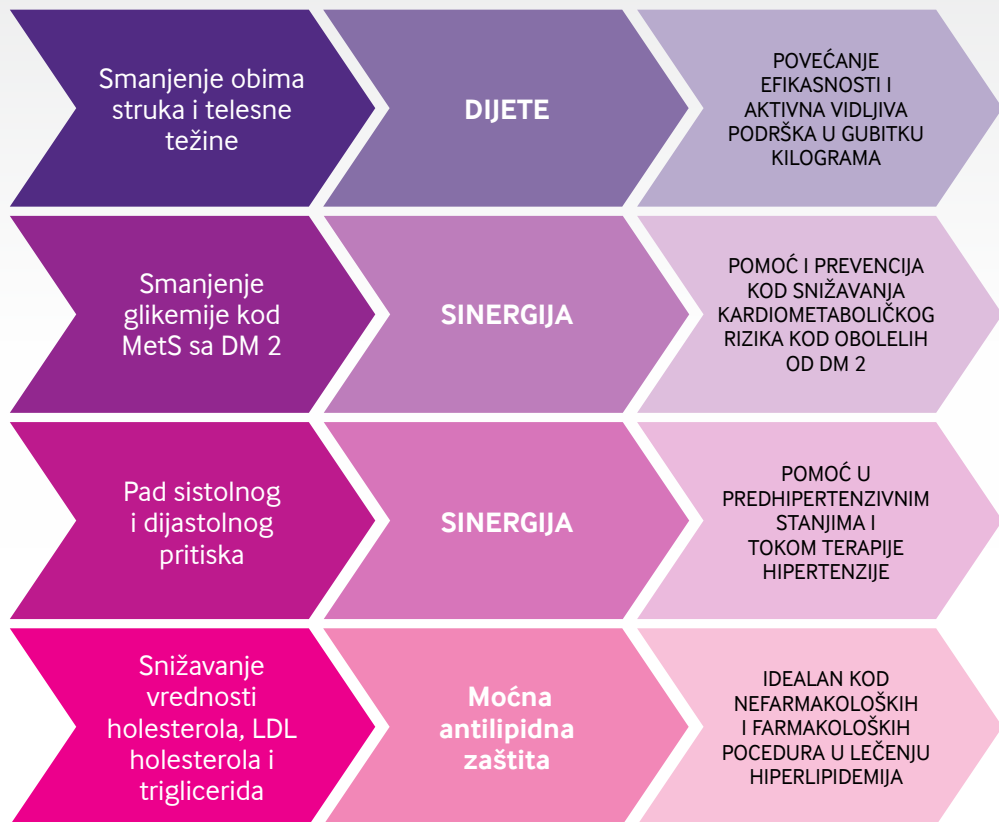 Smanjenje obima
struka i telesne
težine
DIJETE
POVEĆANJE
EFIKASNOSTI I
AKTIVNA VIDLJIVA
PODRŠKA U GUBITKU
KILOGRAMA
Smanjenje
glikemije kod
MetS sa DM 2
SINERGIJA
POMOĆ I PREVENCIJA
KOD SNIŽAVANJA
KARDIOMETABOLIČKOG
RIZIKA KOD OBOLELIH
OD DM 2
Pad sistolnog
i dijastolnog
pritiska
SINERGIJA
POMOĆ U
PREDHIPERTENZIVNIM
STANJIMA I
TOKOM TERAPIJE
HIPERTENZIJE
Snižavanje
vrednosti
holesterola, LDL
holesterola i
triglicerida
Moćna
antilipidna
zaštita
IDEALAN KOD
NEFARMAKOLOŠKIH
I FARMAKOLOŠKIH
POCEDURA U LEČENJU
HIPERLIPIDEMIJA